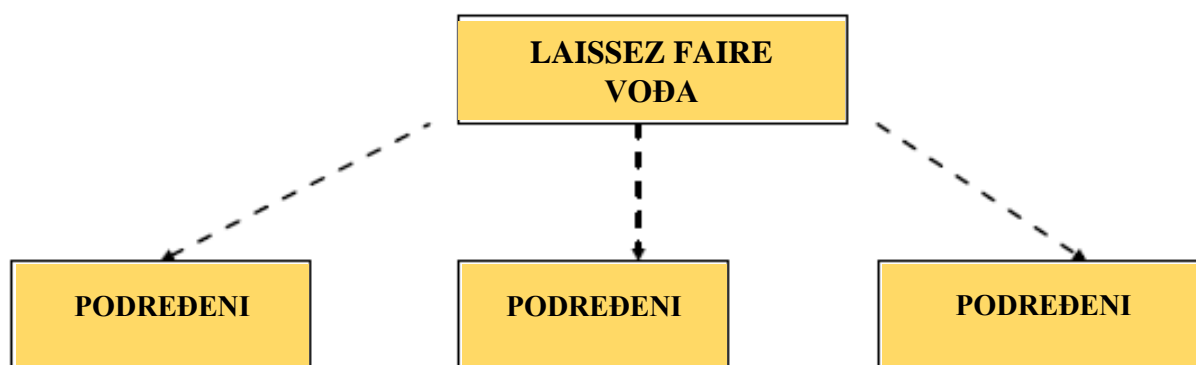 LAISSEZ FAIRE
VOĐA
PODREĐENI
PODREĐENI
PODREĐENI